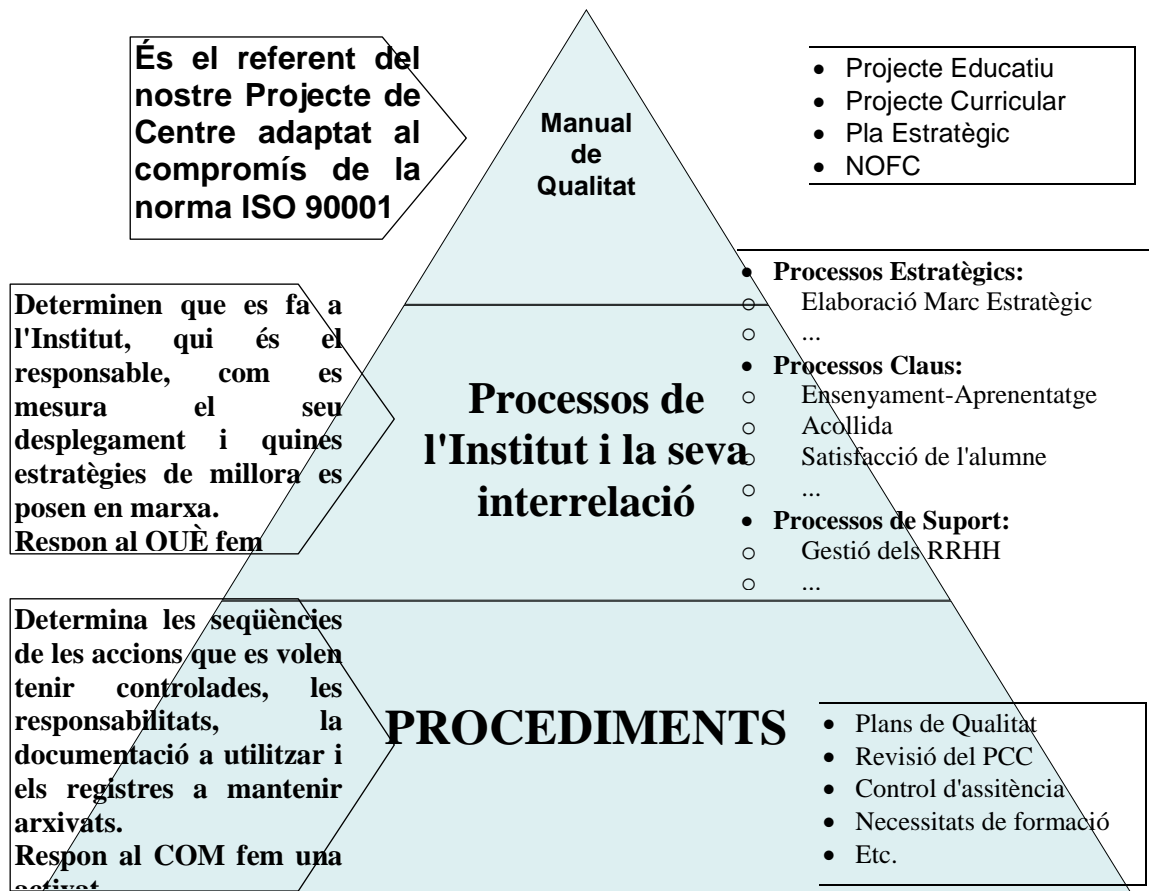 És el referent del
nostre Projecte de
Centre adaptat al
compromís de la
norma ISO 90001
Manual
de
Qualitat
• Projecte Educatiu
• Projecte Curricular
• Pla Estratègic
• NOFC
Determinen que es fa a
l'Institut, qui és el
responsable, com es
mesura el seu
desplegament i quines
estratègies de millora es
posen en marxa.
Respon al QUÈ fem
Processos de
l'Institut i la seva
interrelació
• Processos Estratègics:
o Elaboració Marc Estratègic
o ...
• Processos Claus:
o Ensenyament-Aprenentatge
o Acollida
o Satisfacció de l'alumne
o ...
• Processos de Suport:
o Gestió dels RRHH
o ...
Determina les seqüències
de les accions que es volen
tenir controlades, les
responsabilitats, la
documentació a utilitzar i
els registres a mantenir
arxivats.
Respon al COM fem una
activat
PROCEDIMENTS
• Plans de Qualitat
• Revisió del PCC
• Control d'assitència
• Necessitats de formació
• Etc.